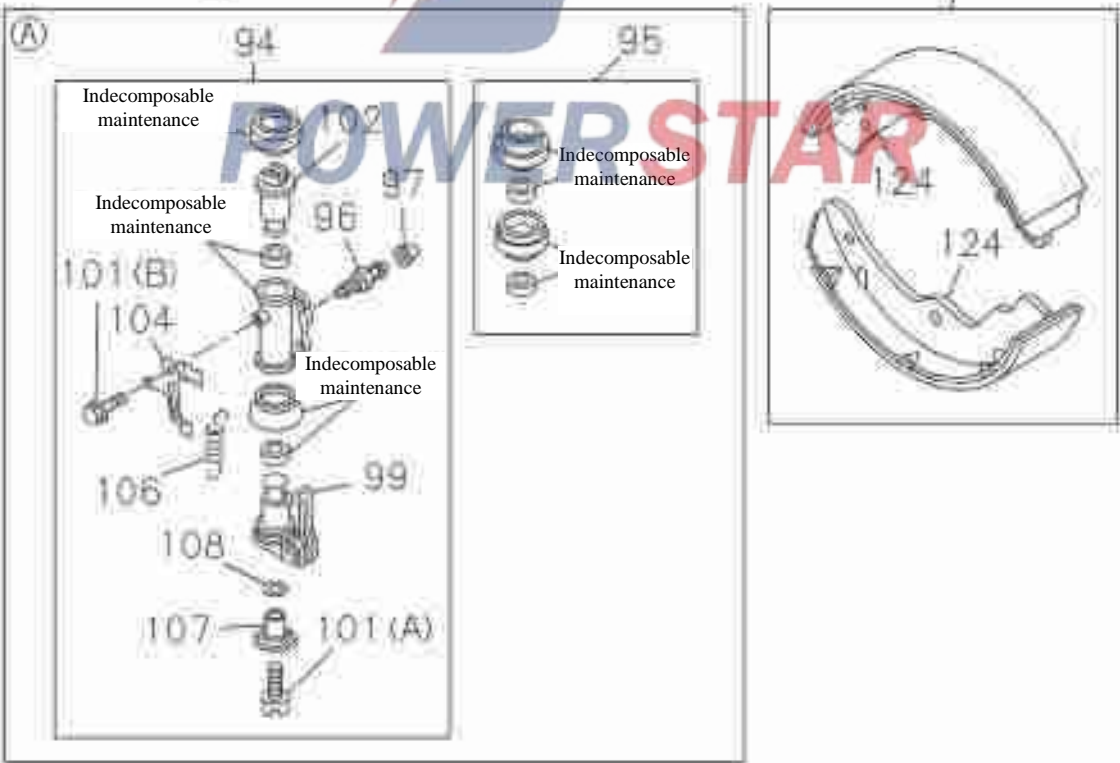 (A)
94
95
Indecomposable
maintenance
102
POWERSTAR
Indecomposable
maintenance
124
97
Indecomposable
maintenance
96
124
101(B)
Indecomposable
maintenance
104
Indecomposable
maintenance
106
99
108
107
101(A)